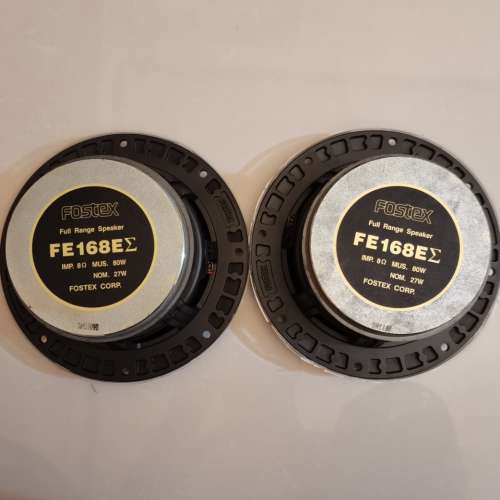 Fostex
Full Range Speaker
FE168EΣ
IMP. 8Ω MUS. 80W
NOM. 27W
FOSTEX CORP.
Fostex
Full Range Speaker
FE168EΣ
IMP. 8Ω MUS. 80W
NOM. 27W
FOSTEX CORP.